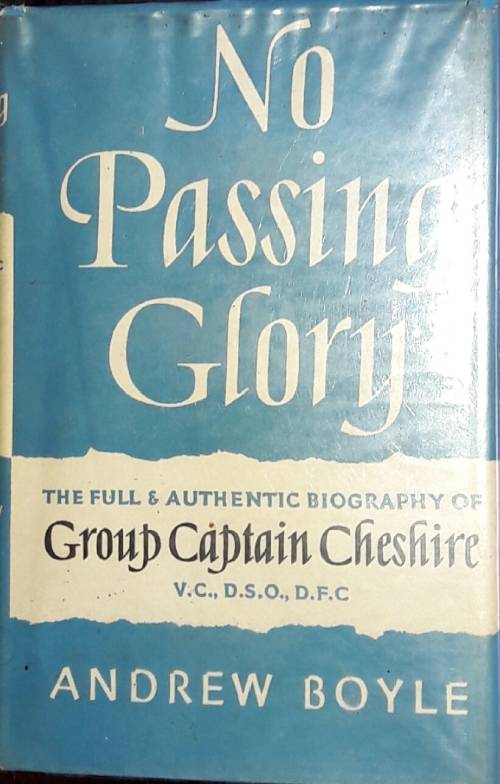 No
Passing
Glory
THE FULL & AUTHENTIC BIOGRAPHY OF
Group Captain Cheshire
V.C., D.S.O., D.F.C
ANDREW BOYLE